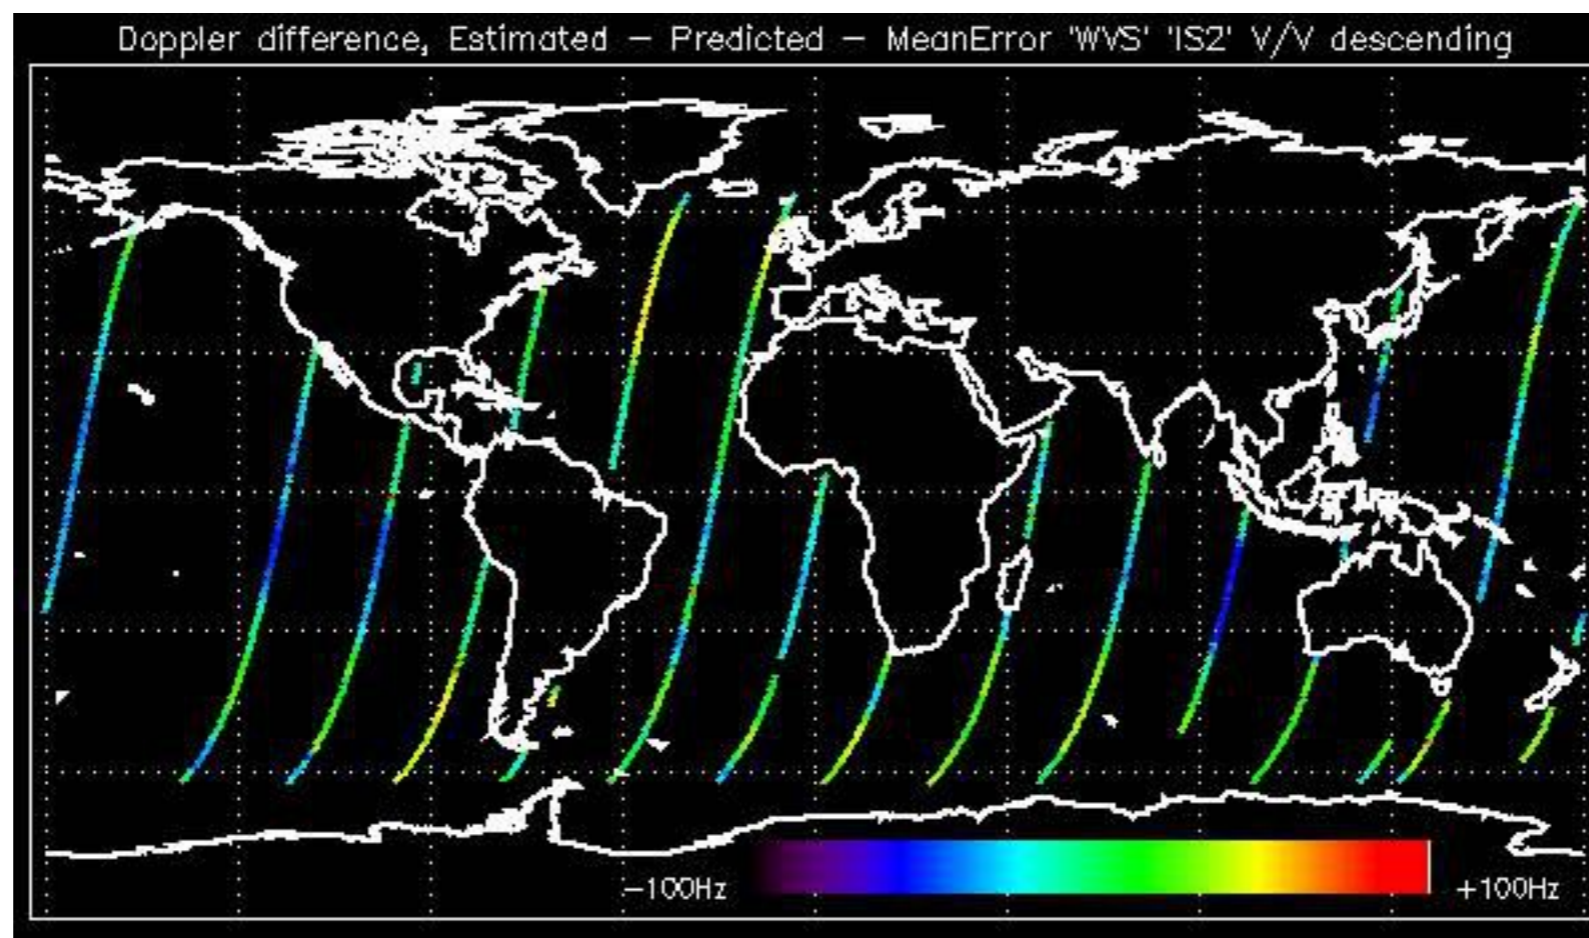 Doppler difference, Estimated – Predicted – MeanError 'WVS' 'IS2' V/V descending
−100Hz +100Hz